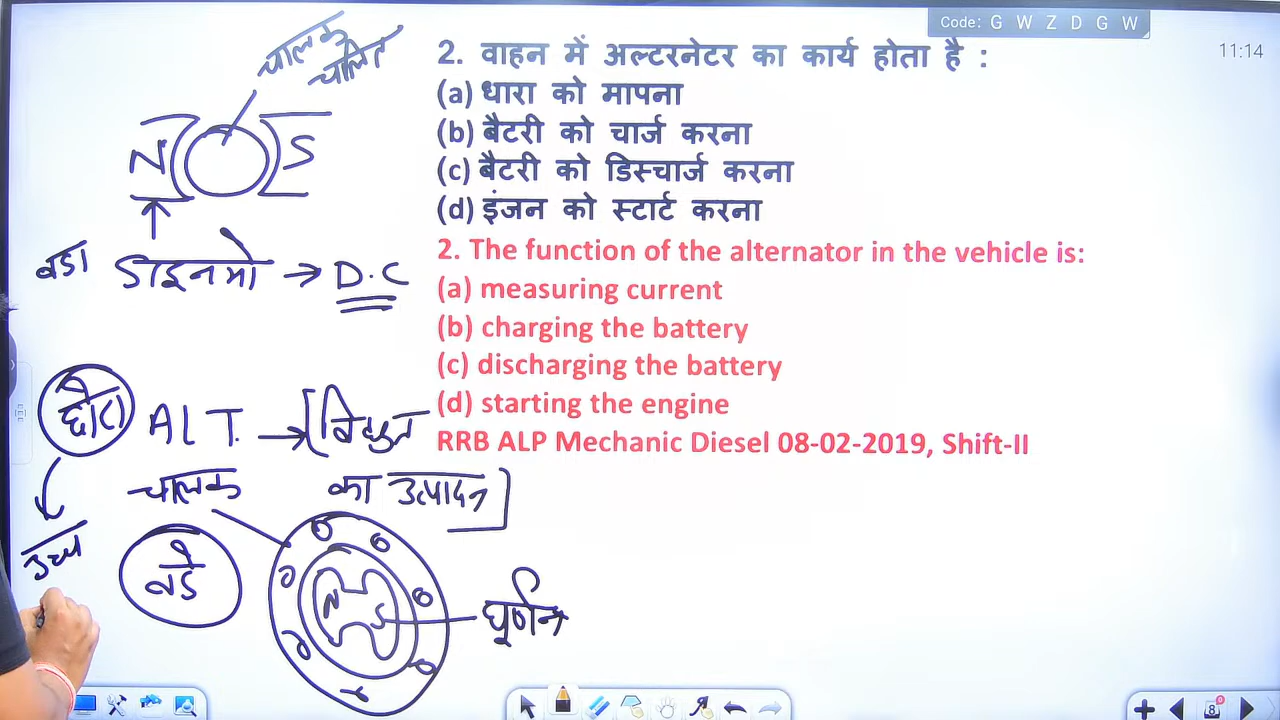 Code: G W Z D G W
11:14
2. वाहन में अल्टरनेटर का कार्य होता है :
(a) धारा को मापना
(b) बैटरी को चार्ज करना
(c) बैटरी को डिस्चार्ज करना
(d) इंजन को स्टार्ट करना
2. The function of the alternator in the vehicle is:
(a) measuring current
(b) charging the battery
(c) discharging the battery
(d) starting the engine
RRB ALP Mechanic Diesel 08-02-2019, Shift-II
चालक
चालित
N S
बडा डाइनमो → D.C
छोटा ALT. → [विधुत
चालक का उत्पादन]
उच्च
बडे
N S
घूर्णन
8